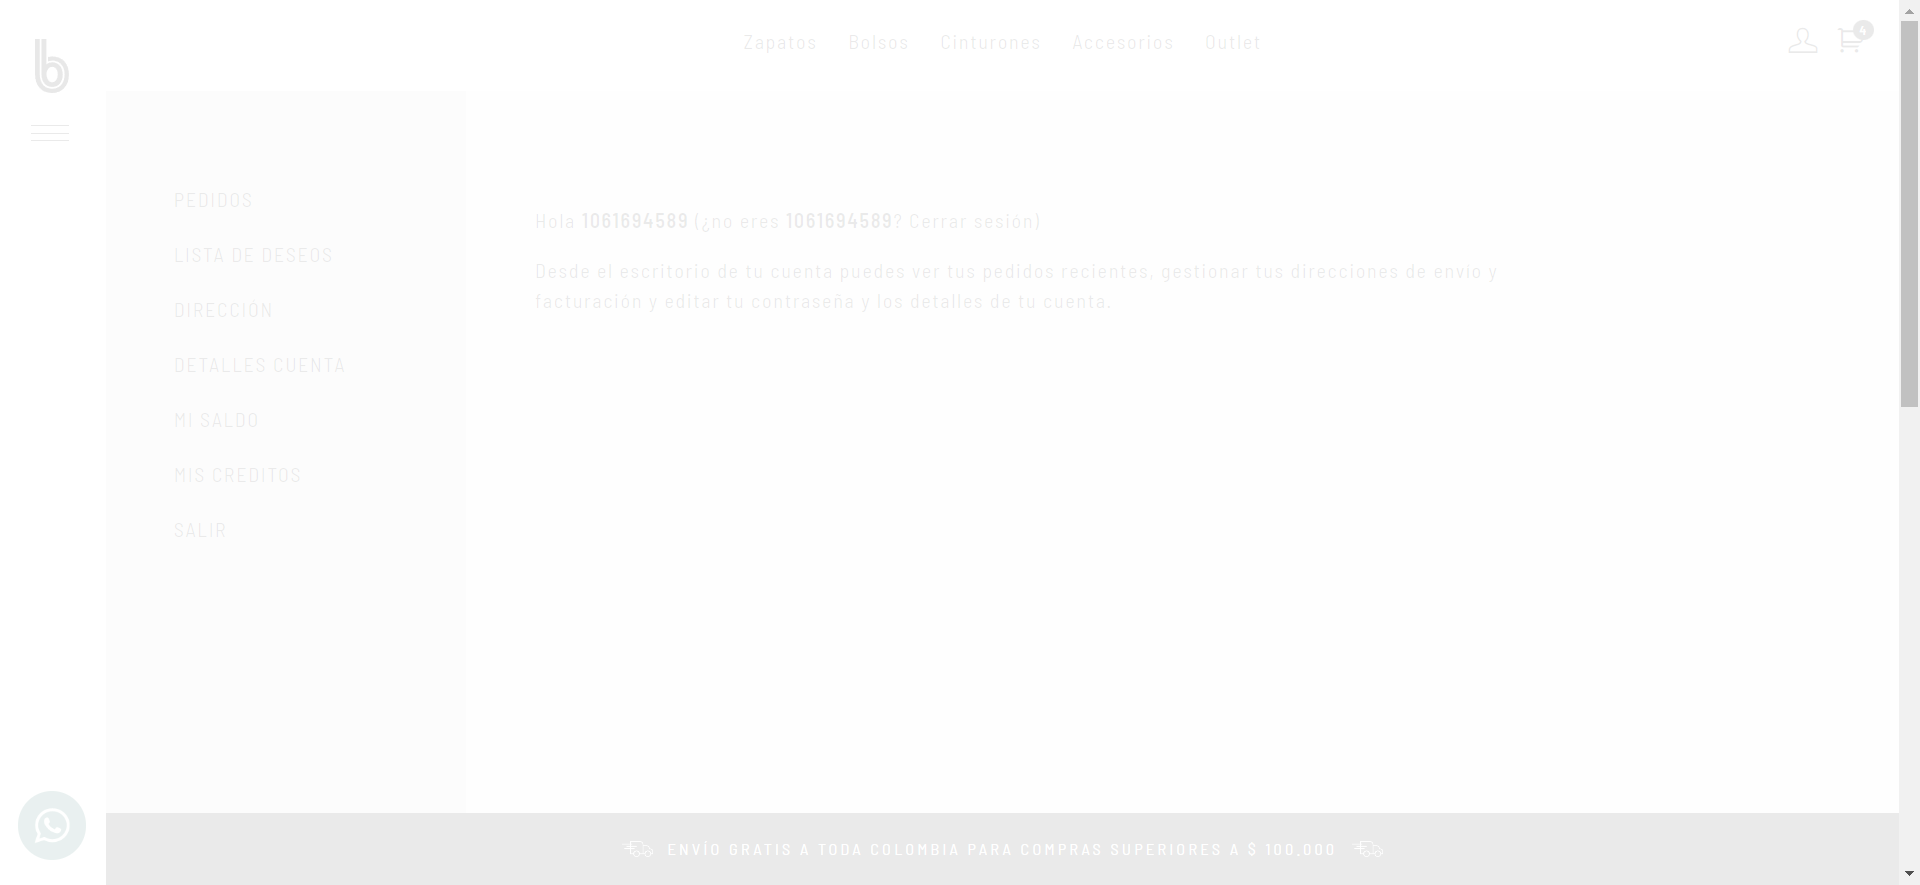 b
Zapatos Bolsos Cinturones Accesorios Outlet
4
PEDIDOS
LISTA DE DESEOS
DIRECCIÓN
DETALLES CUENTA
MI SALDO
MIS CREDITOS
SALIR
Hola 1061694589 (¿no eres 1061694589? Cerrar sesión)
Desde el escritorio de tu cuenta puedes ver tus pedidos recientes, gestionar tus direcciones de envío y
facturación y editar tu contraseña y los detalles de tu cuenta.
ENVÍO GRATIS A TODA COLOMBIA PARA COMPRAS SUPERIORES A $ 100.000